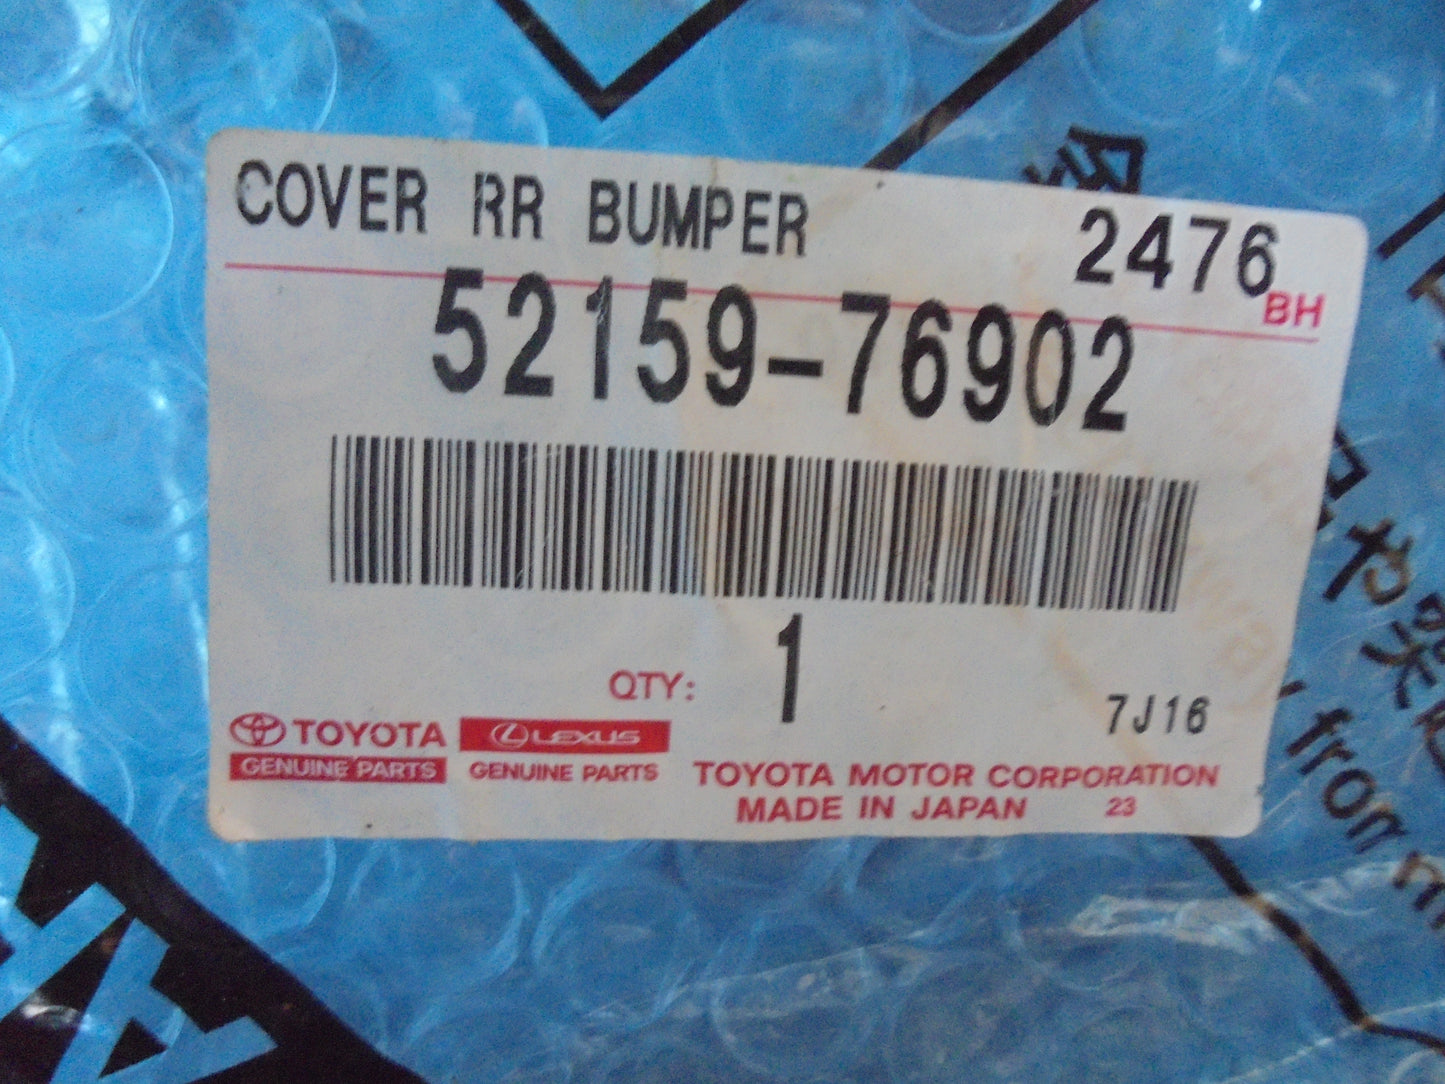 COVER RR BUMPER
2476
BH
52159-76902
QTY: 1
7J16
TOYOTA
GENUINE PARTS
LEXUS
GENUINE PARTS
TOYOTA MOTOR CORPORATION
MADE IN JAPAN 23
from